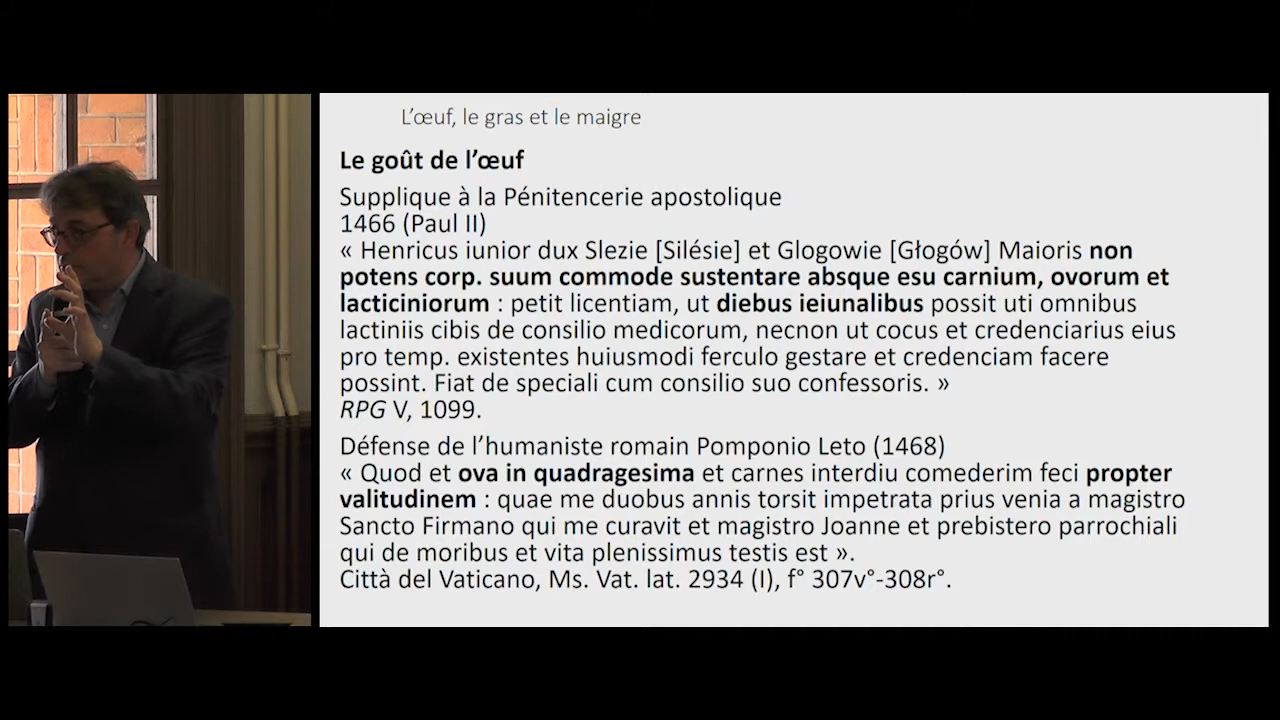 L’œuf, le gras et le maigre
Le goût de l’œuf
Supplique à la Pénitencerie apostolique
1466 (Paul II)
« Henricus iunior dux Slezie [Silésie] et Glogowie [Głogów] Maioris non
potens corp. suum commode sustentare absque esu carnium, ovorum et
lacticiniorum : petit licentiam, ut diebus ieiunalibus possit uti omnibus
lactiniis cibis de consilio medicorum, necnon ut cocus et credenciarius eius
pro temp. existentes huiusmodi ferculo gestare et credenciam facere
possint. Fiat de speciali cum consilio suo confessoris. »
RPG V, 1099.
Défense de l’humaniste romain Pomponio Leto (1468)
« Quod et ova in quadragesima et carnes interdiu comederim feci propter
valitudinem : quae me duobus annis torsit impetrata prius venia a magistro
Sancto Firmano qui me curavit et magistro Joanne et prebistero parrochiali
qui de moribus et vita plenissimus testis est ».
Città del Vaticano, Ms. Vat. lat. 2934 (I), f° 307v°-308r°.